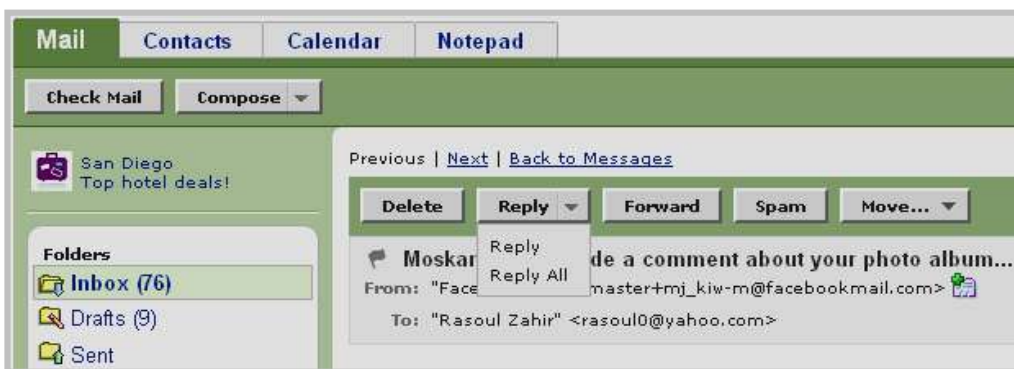 Mail Contacts Calendar Notepad
Check Mail Compose
San Diego
Top hotel deals!
Previous | Next | Back to Messages
Delete Reply Forward Spam Move...
Reply
Reply All
Folders
Inbox (76)
Drafts (9)
Sent
Moskar de a comment about your photo album...
From: "Face master+mj_kiw-m@facebookmail.com>
To: "Rasoul Zahir" <rasoul0@yahoo.com>